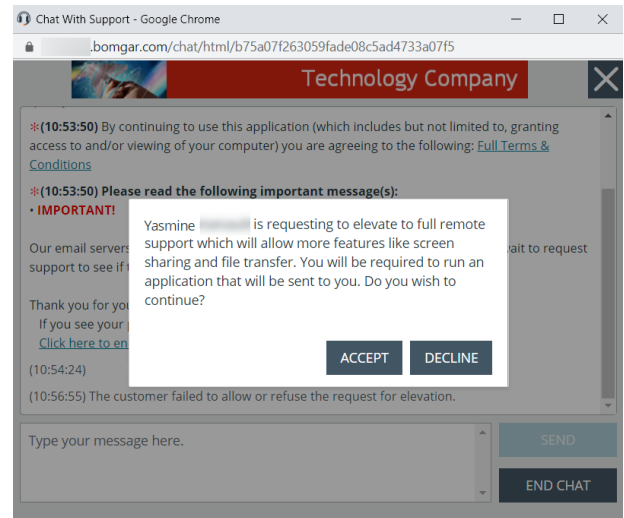 Chat With Support - Google Chrome
.bomgar.com/chat/html/b75a07f263059fade08c5ad4733a07f5
Technology Company
*(10:53:50) By continuing to use this application (which includes but not limited to, granting
access to and/or viewing of your computer) you are agreeing to the following: Full Terms &
Conditions
*(10:53:50) Please read the following important message(s):
• IMPORTANT!
Our email servers
ait to request
support to see if
Thank you for you
If you see your
Click here to en
(10:54:24)
(10:56:55) The customer failed to allow or refuse the request for elevation.
Yasmine is requesting to elevate to full remote
support which will allow more features like screen
sharing and file transfer. You will be required to run an
application that will be sent to you. Do you wish to
continue?
ACCEPT DECLINE
Type your message here.
SEND
END CHAT